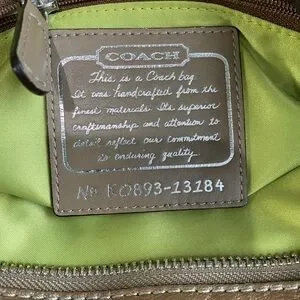 COACH
This is a Coach bag.
It was handcrafted from the
finest materials. Its superior
craftsmanship and attention to
detail reflect our commitment
to enduring quality.
No K0893-13184